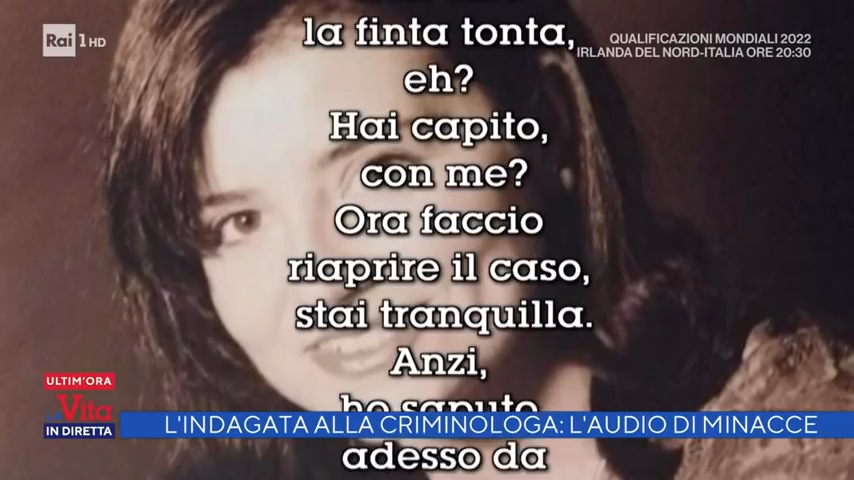 Rai 1 HD
QUALIFICAZIONI MONDIALI 2022
IRLANDA DEL NORD-ITALIA ORE 20:30
la finta tonta,
eh?
Hai capito,
con me?
Ora faccio
riaprire il caso,
stai tranquilla.
Anzi,
ho saputo
adesso da
ULTIM'ORA
La Vita
IN DIRETTA
L'INDAGATA ALLA CRIMINOLOGA: L'AUDIO DI MINACCE